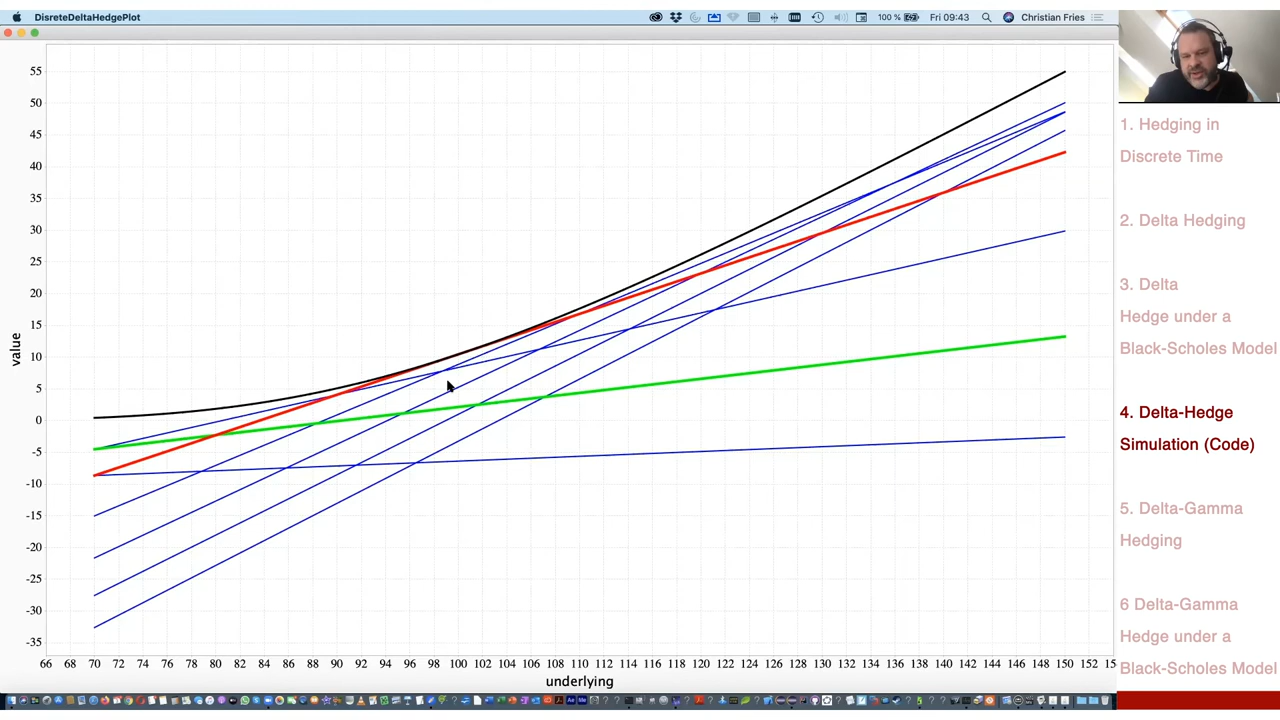 DisreteDeltaHedgePlot
100 %
Fri 09:43
Christian Fries
55
50
45
40
35
30
25
20
15
10
5
0
-5
-10
-15
-20
-25
-30
-35
value
66 68 70 72 74 76 78 80 82 84 86 88 90 92 94 96 98 100 102 104 106 108 110 112 114 116 118 120 122 124 126 128 130 132 134 136 138 140 142 144 146 148 150 152 15
underlying
1. Hedging in
Discrete Time
2. Delta Hedging
3. Delta
Hedge under a
Black-Scholes Model
4. Delta-Hedge
Simulation (Code)
5. Delta-Gamma
Hedging
6 Delta-Gamma
Hedge under a
Black-Scholes Model